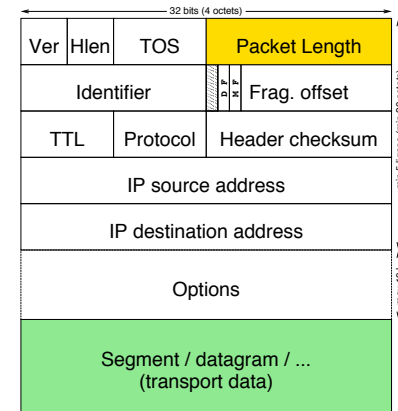 32 bits (4 octets)
Ver Hlen TOS Packet Length
Identifier D F M F Frag. offset
TTL Protocol Header checksum
IP source address
IP destination address
Options
Segment / datagram / ...
(transport data)